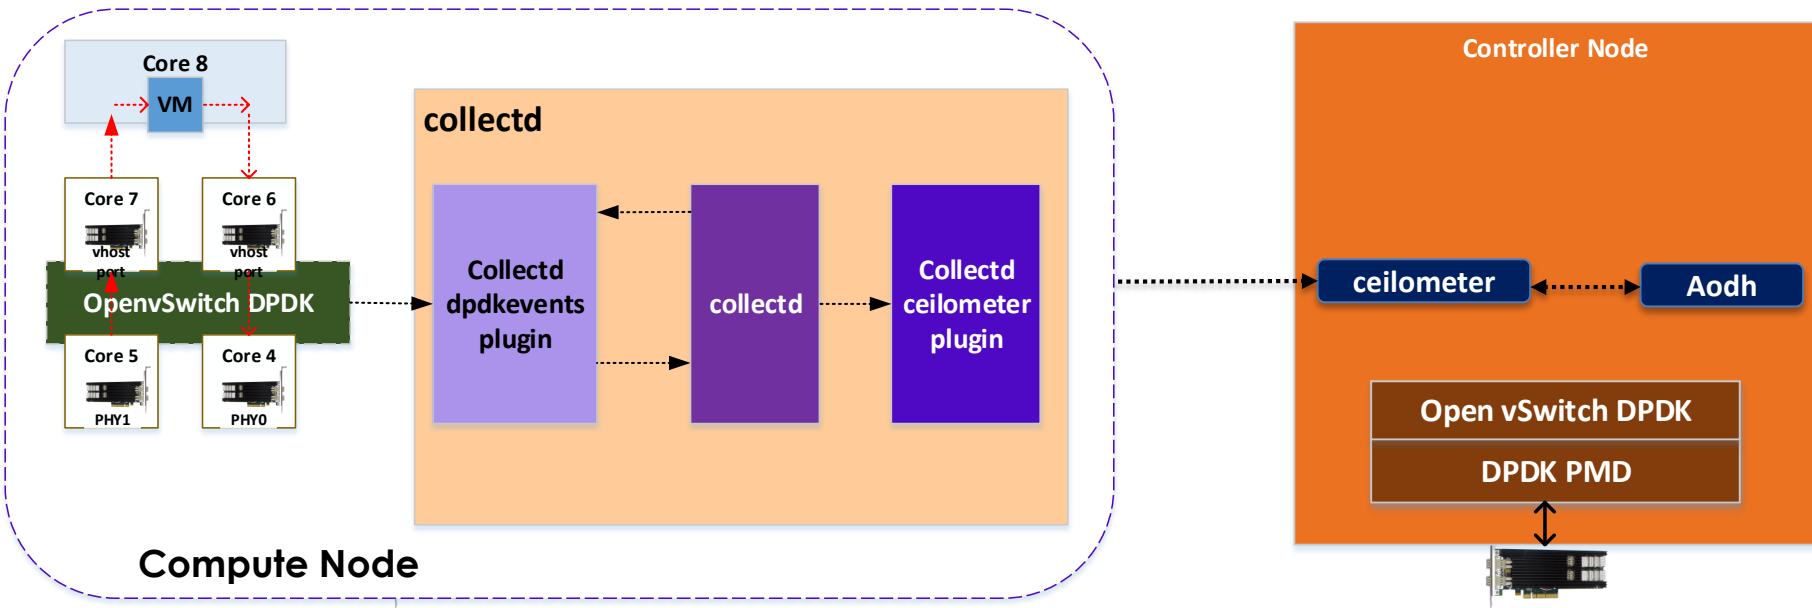 Core 8
VM
collectd
Core 7
vhost
port
Core 6
vhost
port
OpenvSwitch DPDK
Core 5
PHY1
Core 4
PHY0
Collectd
dpdkevents
plugin
collectd
Collectd
ceilometer
plugin
Compute Node
Controller Node
ceilometer
Aodh
Open vSwitch DPDK
DPDK PMD